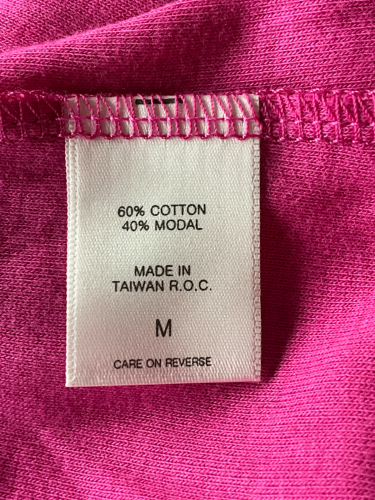 60% COTTON
40% MODAL
MADE IN
TAIWAN R.O.C.
M
CARE ON REVERSE